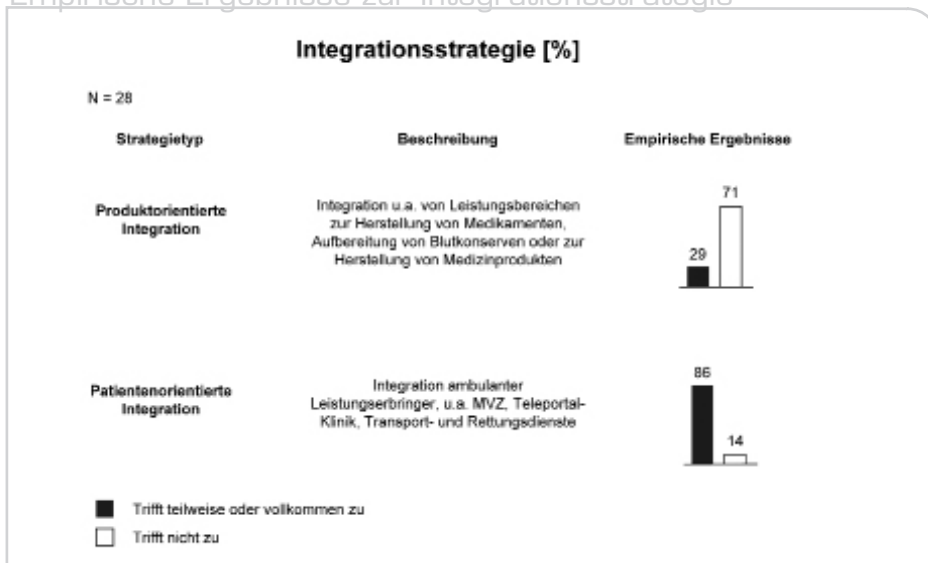 Empirische Ergebnisse zur Integrationsstrategie
Integrationsstrategie [%]
N = 28
Strategietyp
Beschreibung
Empirische Ergebnisse
Produktorientierte
Integration
Integration u.a. von Leistungsbereichen
zur Herstellung von Medikamenten,
Aufbereitung von Blutkonserven oder zur
Herstellung von Medizinprodukten
29
71
Patientenorientierte
Integration
Integration ambulanter
Leistungserbringer, u.a. MVZ, Teleportal-
Klinik, Transport- und Rettungsdienste
86
14
Trifft teilweise oder vollkommen zu
Trifft nicht zu